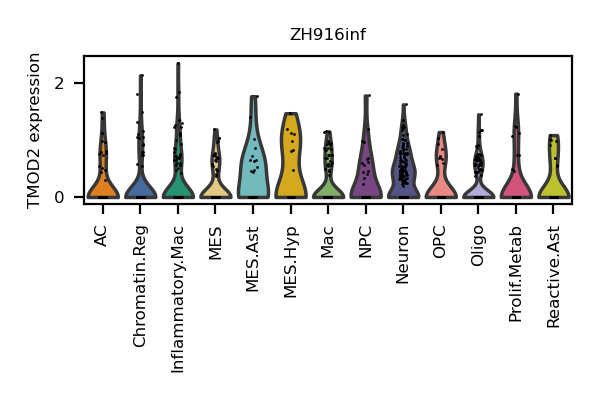 ZH916inf
TMOD2 expression
2
0
AC
Chromatin.Reg
Inflammatory.Mac
MES
MES.Ast
MES.Hyp
Mac
NPC
Neuron
OPC
Oligo
Prolif.Metab
Reactive.Ast